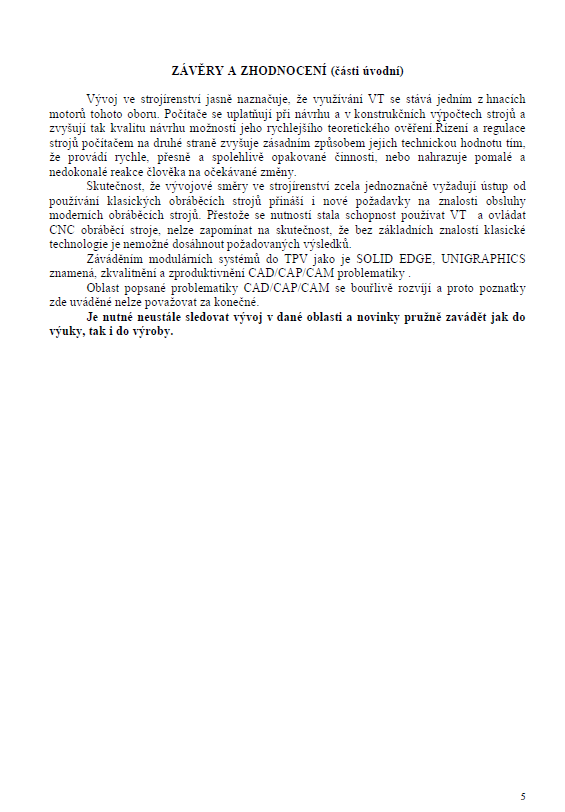 ZÁVĚRY A ZHODNOCENÍ (části úvodní)
Vývoj ve strojírenství jasně naznačuje, že využívání VT se stává jedním z hnacích
motorů tohoto oboru. Počítače se uplatňují při návrhu a v konstrukčních výpočtech strojů a
zvyšují tak kvalitu návrhu možností jeho rychlejšího teoretického ověření.Řízení a regulace
strojů počítačem na druhé straně zvyšuje zásadním způsobem jejich technickou hodnotu tím,
že provádí rychle, přesně a spolehlivě opakované činnosti, nebo nahrazuje pomalé a
nedokonalé reakce člověka na očekávané změny.
Skutečnost, že vývojové směry ve strojírenství zcela jednoznačně vyžadují ústup od
používání klasických obráběcích strojů přináší i nové požadavky na znalosti obsluhy
moderních obráběcích strojů. Přestože se nutností stala schopnost používat VT a ovládat
CNC obráběcí stroje, nelze zapomínat na skutečnost, že bez základních znalostí klasické
technologie je nemožné dosáhnout požadovaných výsledků.
Záváděním modulárních systémů do TPV jako je SOLID EDGE, UNIGRAPHICS
znamená, zkvalitnění a zproduktivnění CAD/CAP/CAM problematiky .
Oblast popsané problematiky CAD/CAP/CAM se bouřlivě rozvíjí a proto poznatky
zde uváděné nelze považovat za konečné.
Je nutné neustále sledovat vývoj v dané oblasti a novinky pružně zavádět jak do
výuky, tak i do výroby.
5